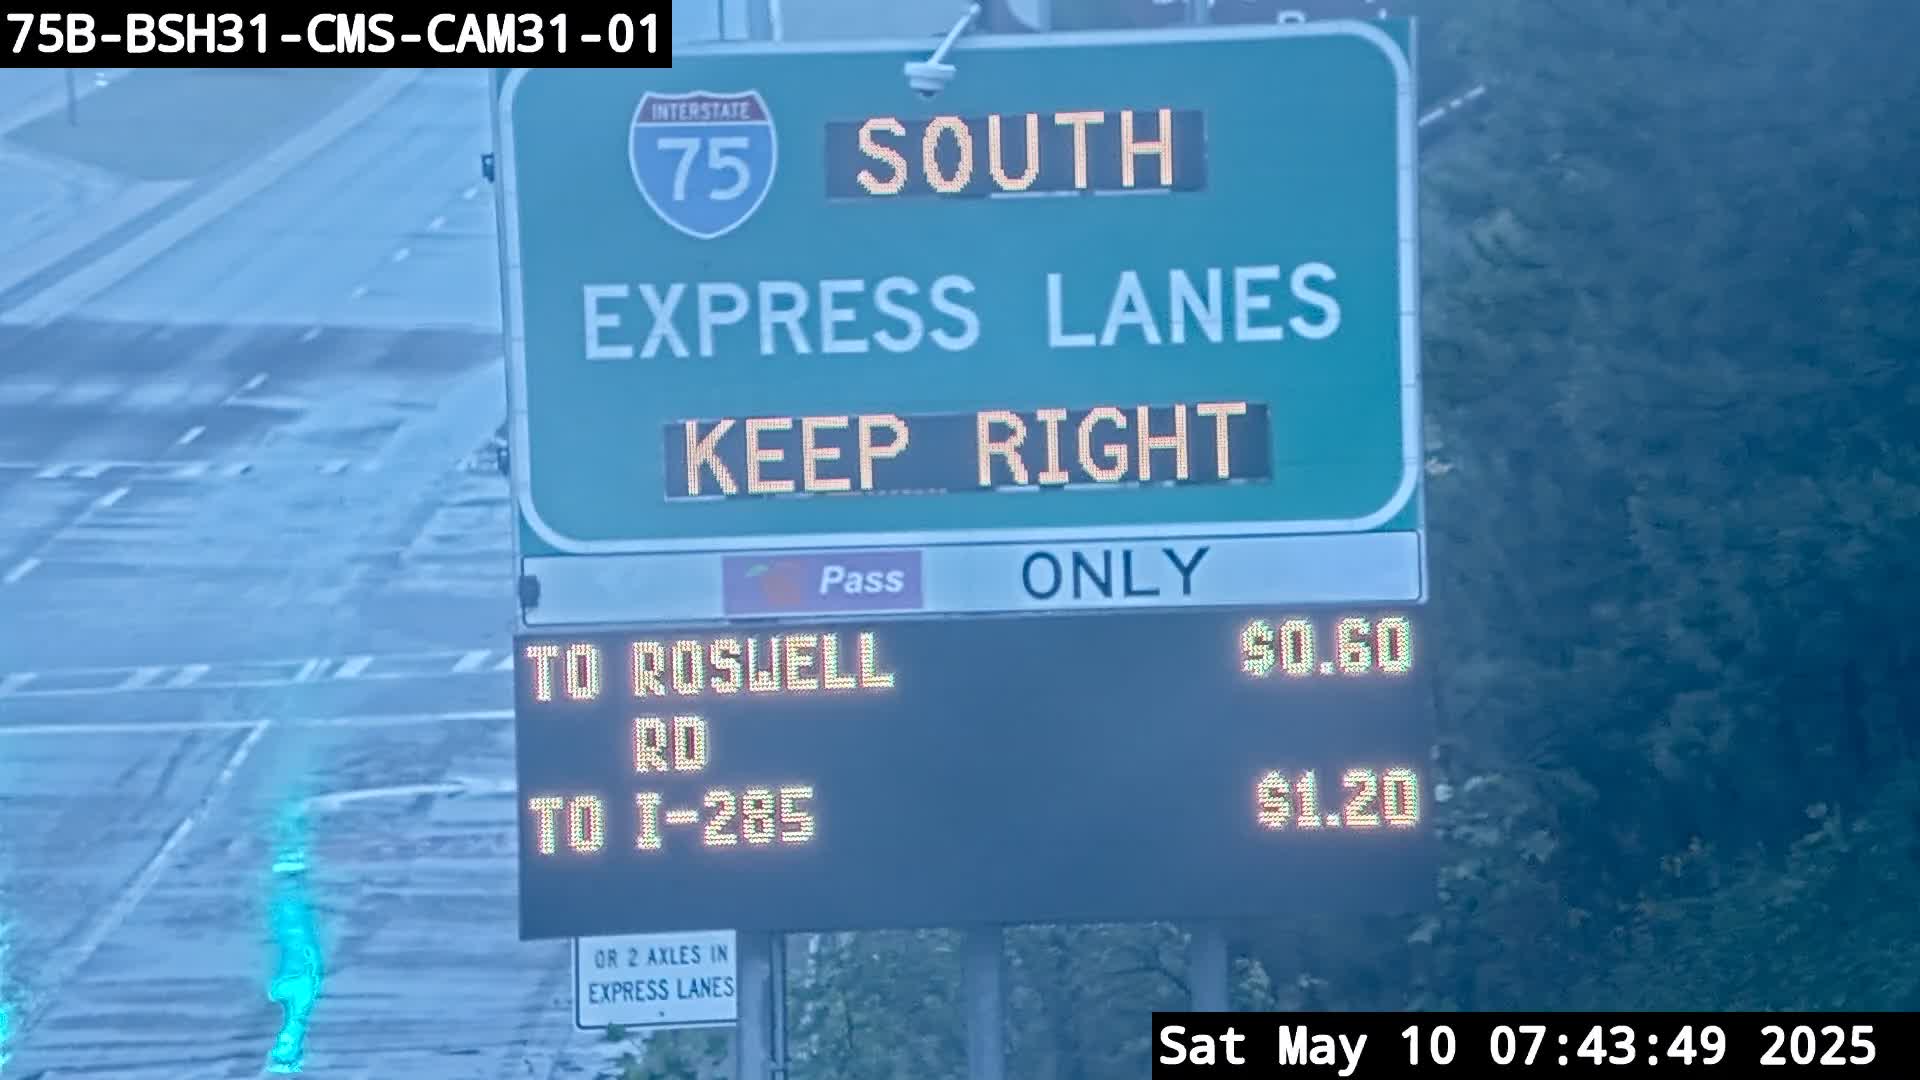 75B-BSH31-CMS-CAM31-01
INTERSTATE
75
SOUTH
EXPRESS LANES
KEEP RIGHT
Pass ONLY
TO ROSWELL $0.60
RD
TO I-285 $1.20
OR 2 AXLES IN
EXPRESS LANES
Sat May 10 07:43:49 2025